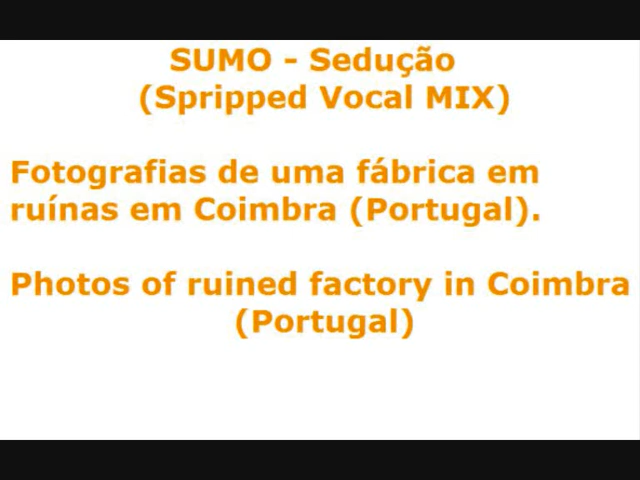 SUMO - Sedução
(Spripped Vocal MIX)
Fotografias de uma fábrica em
ruínas em Coimbra (Portugal).
Photos of ruined factory in Coimbra
(Portugal)